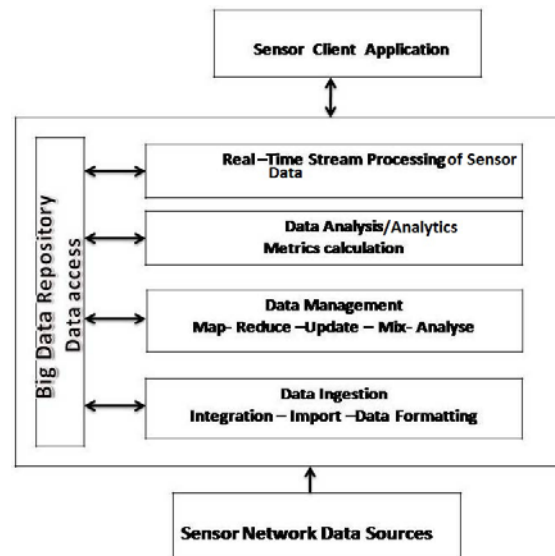 Sensor Client Application
Big Data Repository
Data access
Real –Time Stream Processing of Sensor
Data
Data Analysis/Analytics
Metrics calculation
Data Management
Map- Reduce –Update – Mix- Analyse
Data Ingestion
Integration – Import –Data Formatting
Sensor Network Data Sources